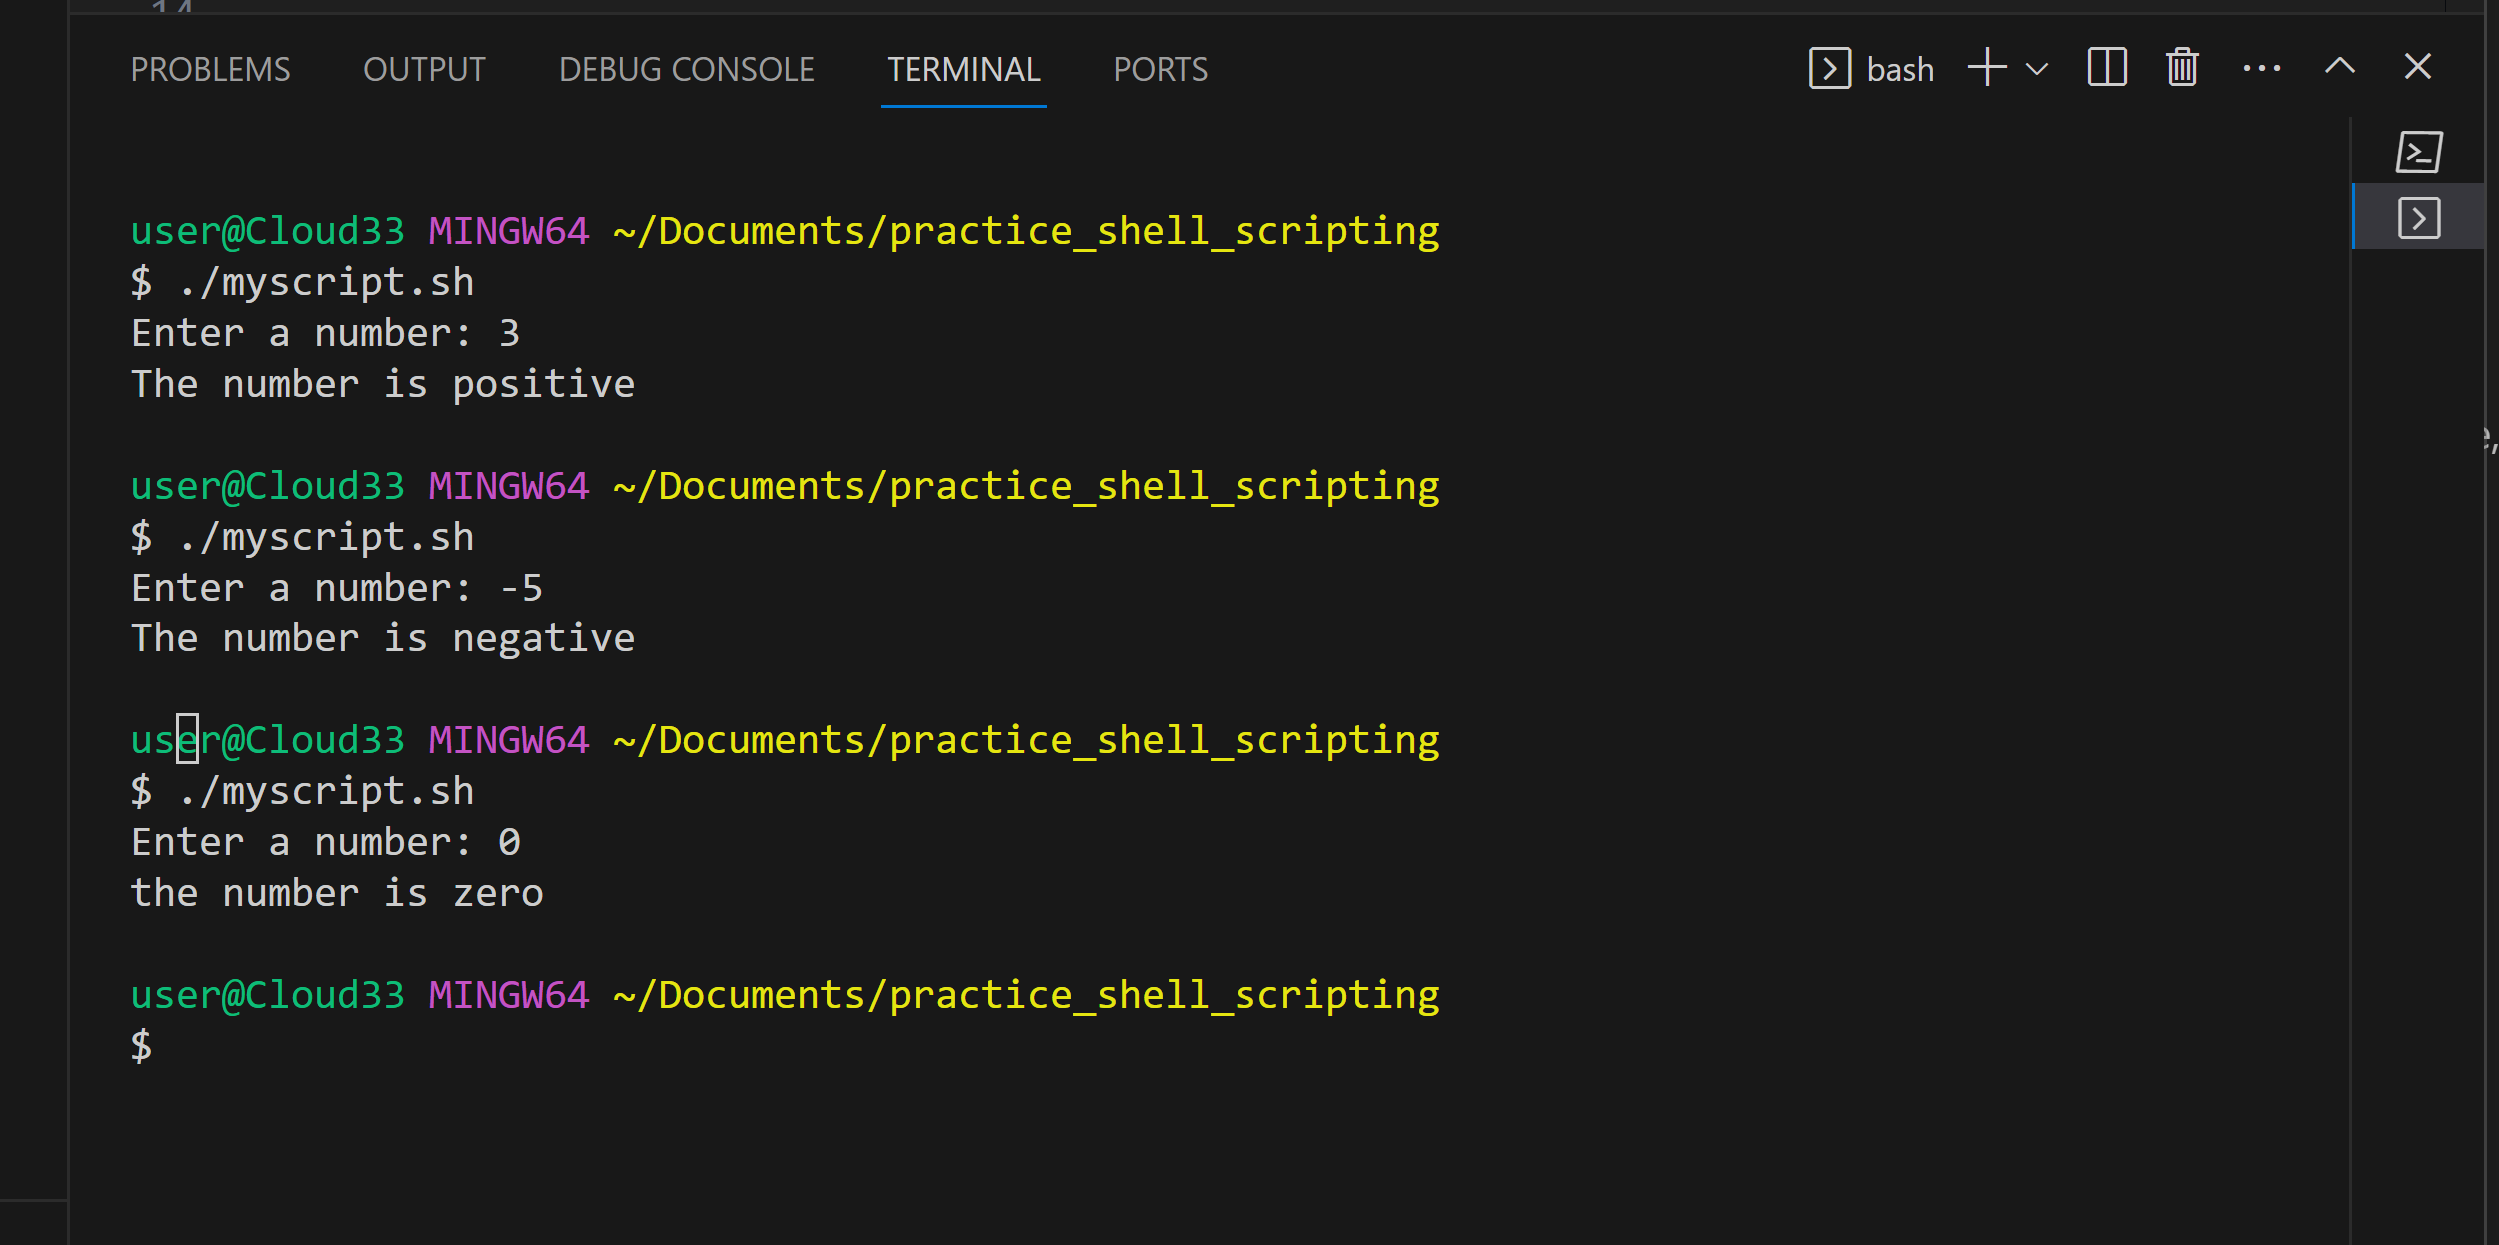 14
PROBLEMS OUTPUT DEBUG CONSOLE TERMINAL PORTS bash
user@Cloud33 MINGW64 ~/Documents/practice_shell_scripting
$ ./myscript.sh
Enter a number: 3
The number is positive
user@Cloud33 MINGW64 ~/Documents/practice_shell_scripting
$ ./myscript.sh
Enter a number: -5
The number is negative
user@Cloud33 MINGW64 ~/Documents/practice_shell_scripting
$ ./myscript.sh
Enter a number: 0
the number is zero
user@Cloud33 MINGW64 ~/Documents/practice_shell_scripting
$